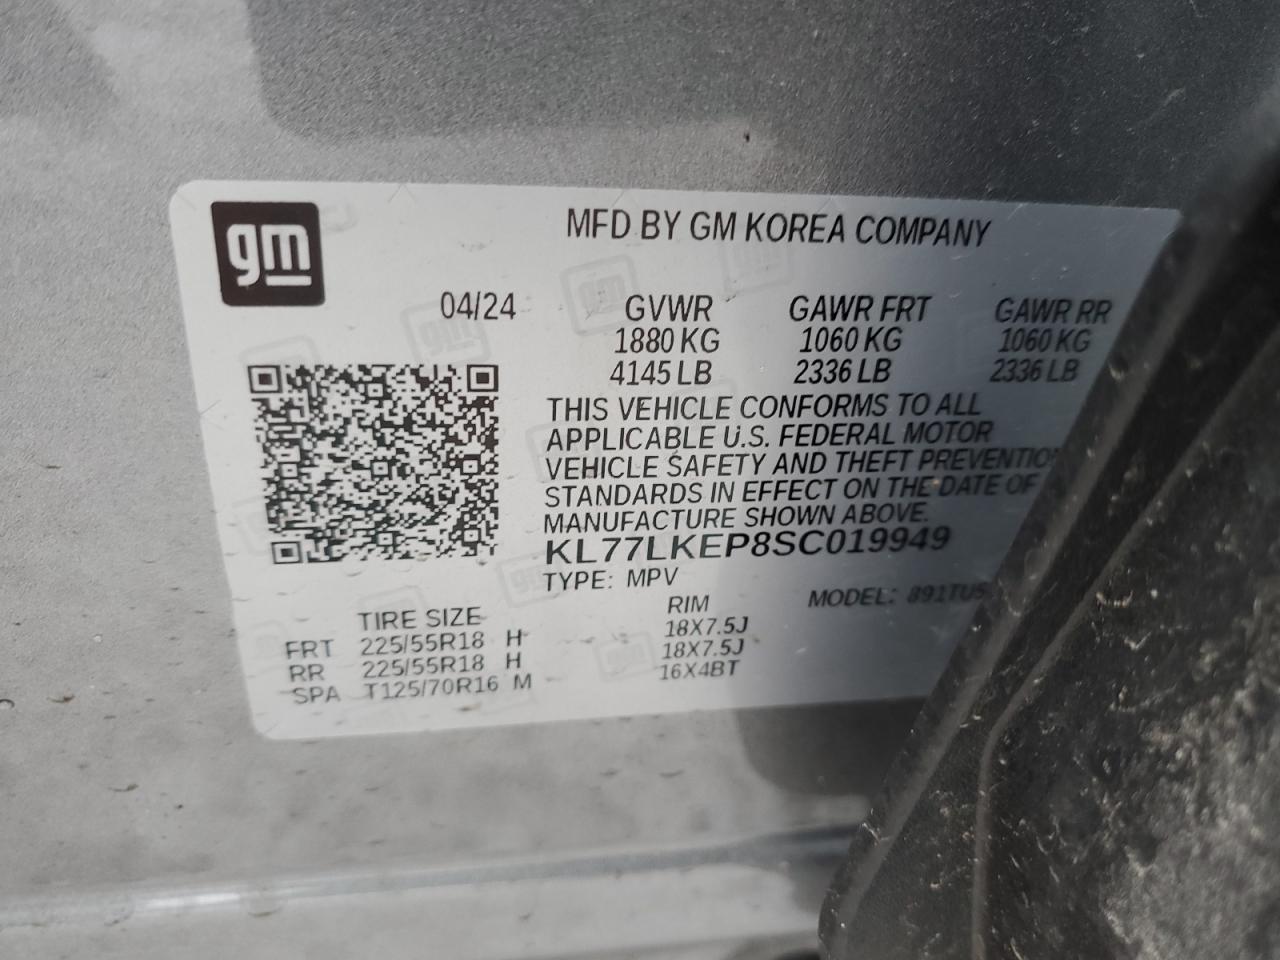 gm
MFD BY GM KOREA COMPANY
04/24 GVWR GAWR FRT GAWR RR
1880 KG 1060 KG 1060 KG
4145 LB 2336 LB 2336 LB
THIS VEHICLE CONFORMS TO ALL
APPLICABLE U.S. FEDERAL MOTOR
VEHICLE SAFETY AND THEFT PREVENTIO
STANDARDS IN EFFECT ON THE DATE OF
MANUFACTURE SHOWN ABOVE.
KL77LKEP8SC019949
TYPE: MPV MODEL: 891TUS
TIRE SIZE RIM
FRT 225/55R18 H 18X7.5J
RR 225/55R18 H 18X7.5J
SPA T125/70R16 M 16X4BT